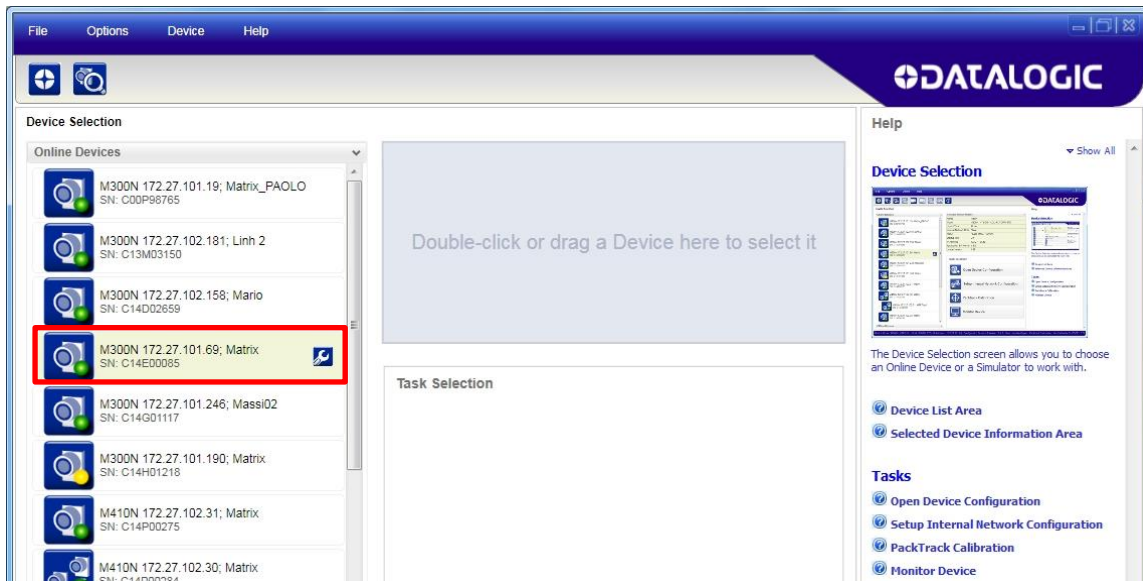 File Options Device Help
DATALOGIC
Device Selection
Online Devices
M300N 172.27.101.19; Matrix_PAOLO
SN: C00P98765
M300N 172.27.102.181; Linh 2
SN: C13M03150
M300N 172.27.102.158; Mario
SN: C14D02659
M300N 172.27.101.69; Matrix
SN: C14E00085
M300N 172.27.101.246; Massi02
SN: C14G01117
M300N 172.27.101.190; Matrix
SN: C14H01218
M410N 172.27.102.31; Matrix
SN: C14P00275
M410N 172.27.102.30; Matrix
Double-click or drag a Device here to select it
Task Selection
Help
Show All
Device Selection
The Device Selection screen allows you to choose
an Online Device or a Simulator to work with.
Device List Area
Selected Device Information Area
Tasks
Open Device Configuration
Setup Internal Network Configuration
PackTrack Calibration
Monitor Device